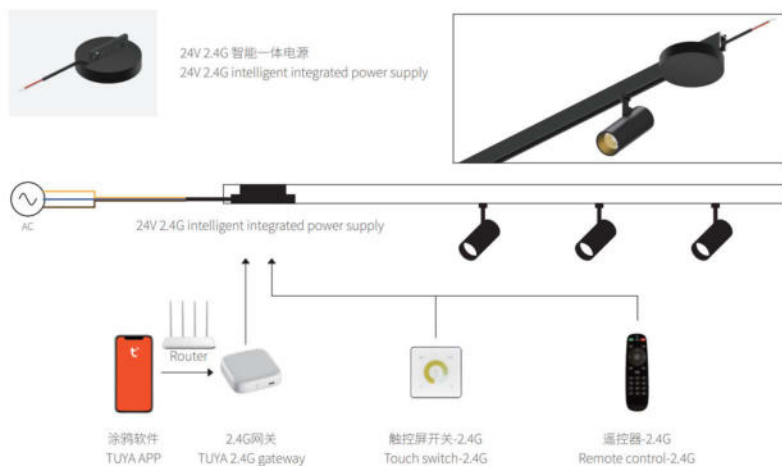 24V 2.4G 智能一体电源
24V 2.4G intelligent integrated power supply
AC
24V 2.4G intelligent integrated power supply
Router
涂鸦软件
TUYA APP
2.4G网关
TUYA 2.4G gateway
触控屏开关-2.4G
Touch switch-2.4G
遥控器-2.4G
Remote control-2.4G